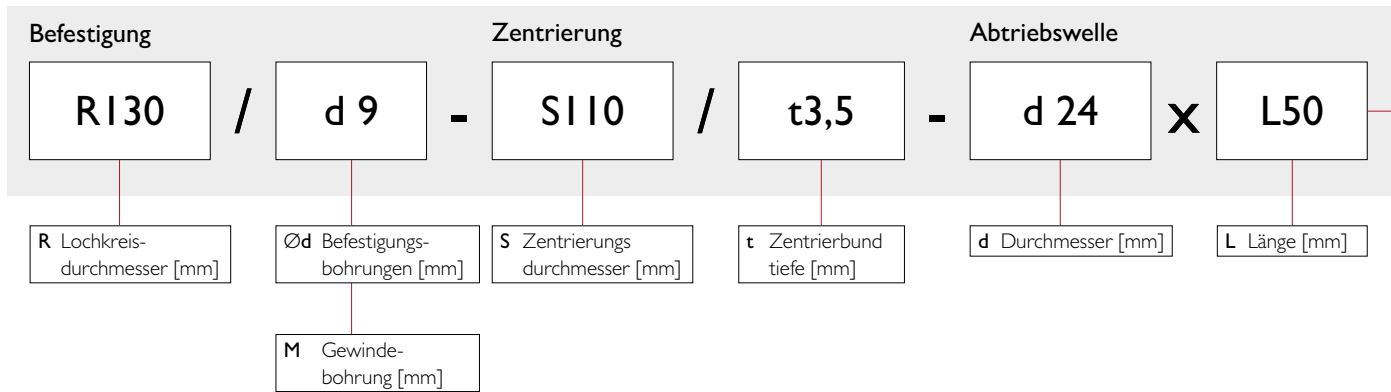 Befestigung Zentrierung Abtriebswelle
R130 / d 9 - S110 / t3,5 - d 24 x L50
R Lochkreis-
durchmesser [mm]
Ød Befestigungs-
bohrungen [mm]
S Zentrierungs
durchmesser [mm]
t Zentrierbund
tiefe [mm]
d Durchmesser [mm]
L Länge [mm]
M Gewinde-
bohrung [mm]